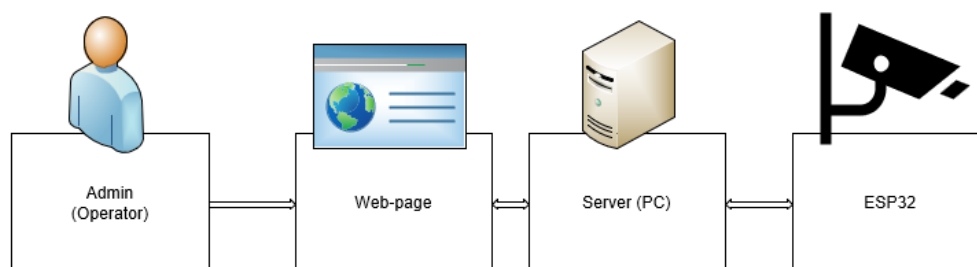 Admin
(Operator)
Web-page
Server (PC)
ESP32